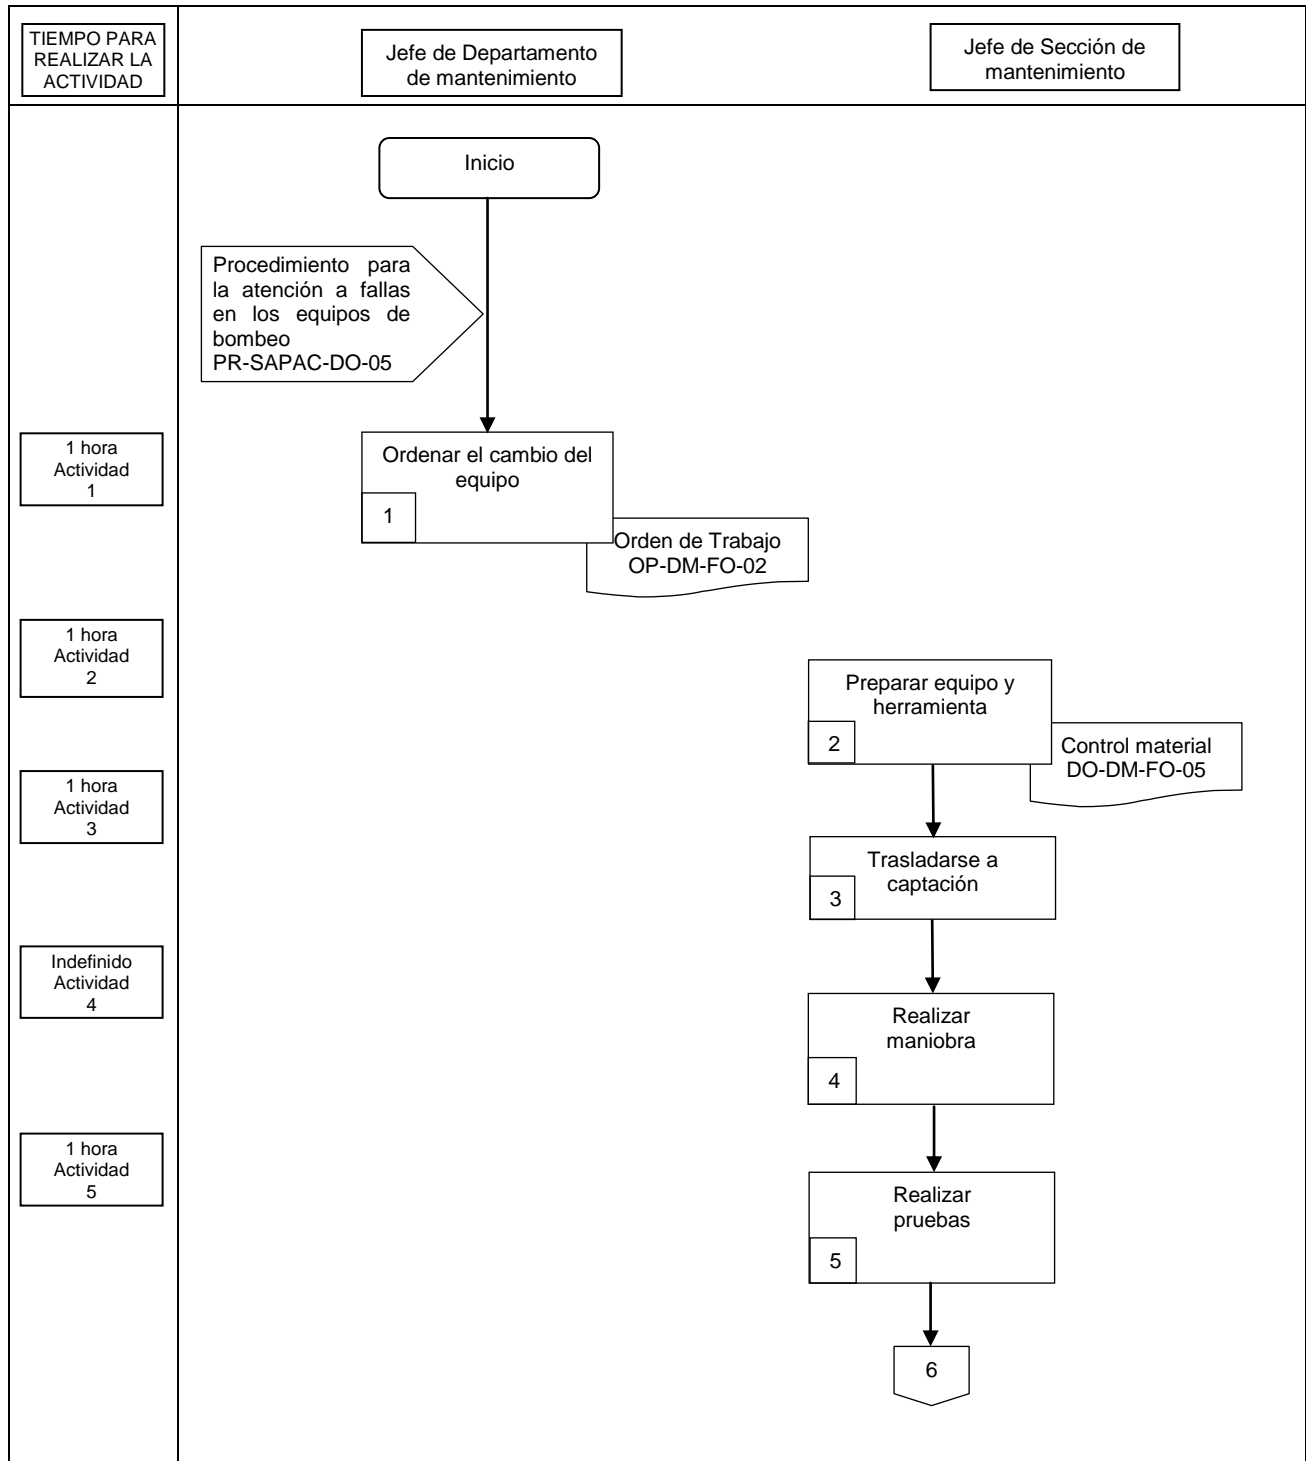 TIEMPO PARA
REALIZAR LA
ACTIVIDAD
Jefe de Departamento
de mantenimiento
Jefe de Sección de
mantenimiento
Inicio
Procedimiento para
la atención a fallas
en los equipos de
bombeo
PR-SAPAC-DO-05
1 hora
Actividad
1
Ordenar el cambio del
equipo
1
Orden de Trabajo
OP-DM-FO-02
1 hora
Actividad
2
Preparar equipo y
herramienta
2
Control material
DO-DM-FO-05
1 hora
Actividad
3
Trasladarse a
captación
3
Indefinido
Actividad
4
Realizar
maniobra
4
1 hora
Actividad
5
Realizar
pruebas
5
6